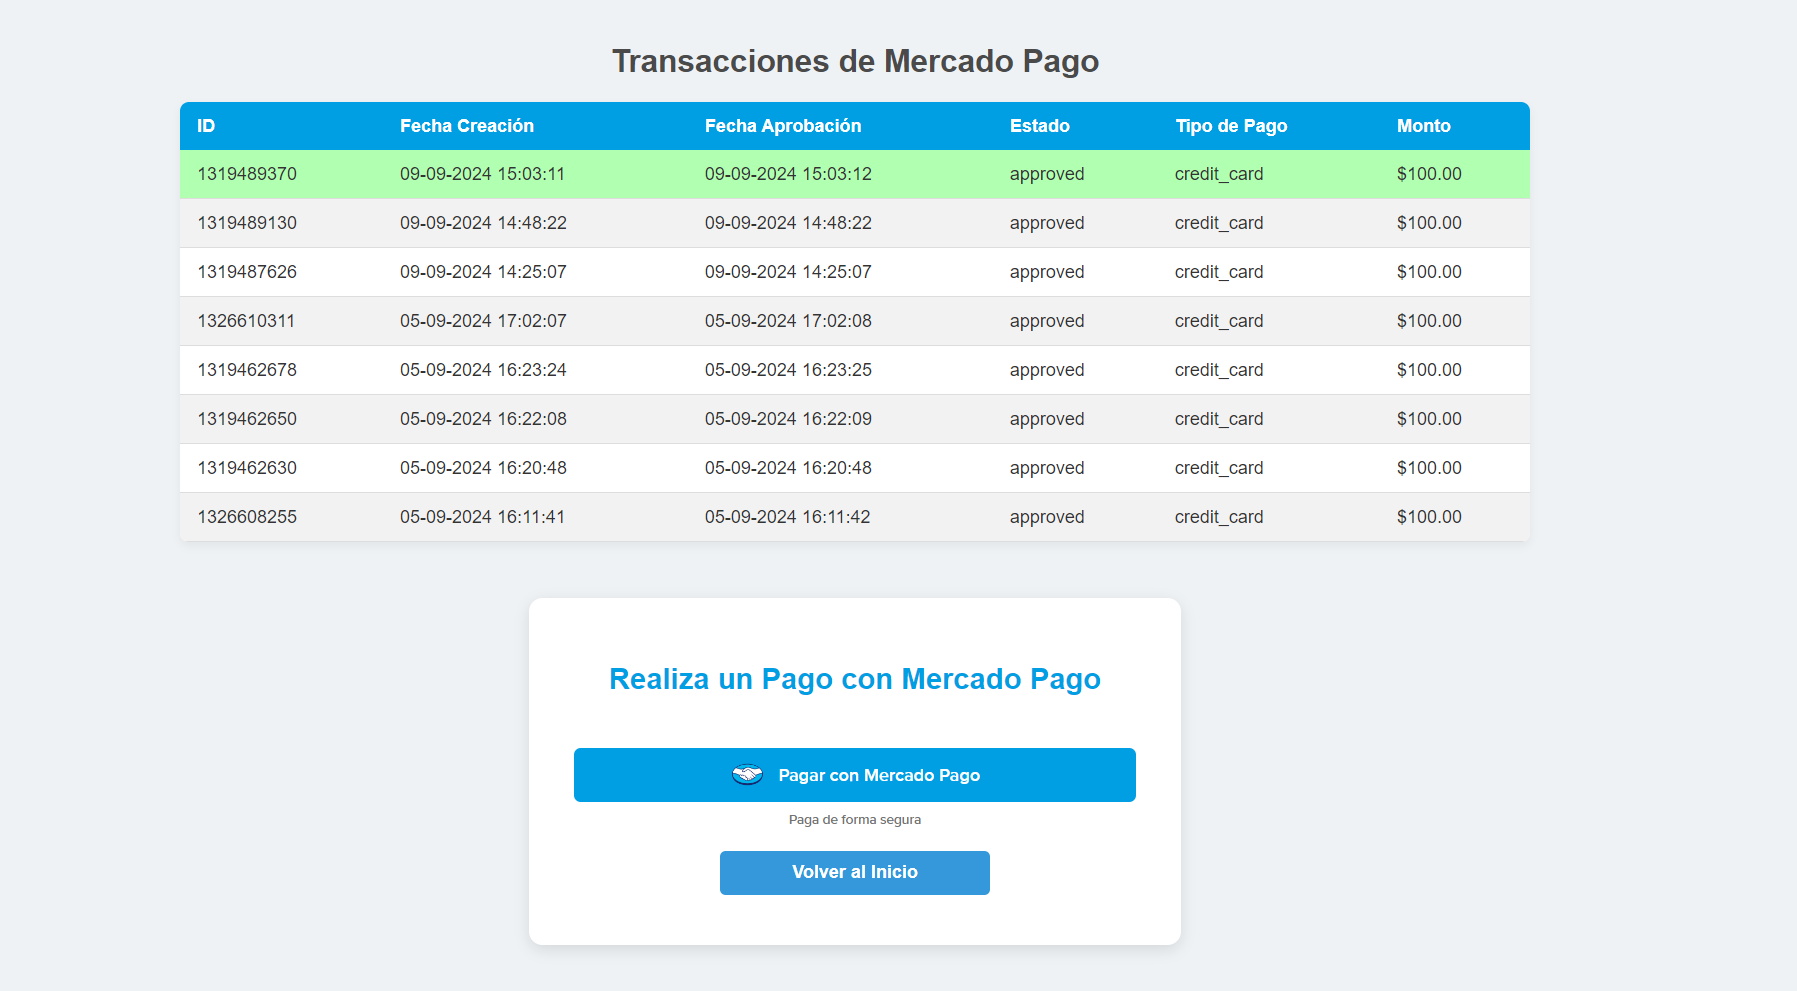 Transacciones de Mercado Pago
ID Fecha Creación Fecha Aprobación Estado Tipo de Pago Monto
1319489370 09-09-2024 15:03:11 09-09-2024 15:03:12 approved credit_card $100.00
1319489130 09-09-2024 14:48:22 09-09-2024 14:48:22 approved credit_card $100.00
1319487626 09-09-2024 14:25:07 09-09-2024 14:25:07 approved credit_card $100.00
1326610311 05-09-2024 17:02:07 05-09-2024 17:02:08 approved credit_card $100.00
1319462678 05-09-2024 16:23:24 05-09-2024 16:23:25 approved credit_card $100.00
1319462650 05-09-2024 16:22:08 05-09-2024 16:22:09 approved credit_card $100.00
1319462630 05-09-2024 16:20:48 05-09-2024 16:20:48 approved credit_card $100.00
1326608255 05-09-2024 16:11:41 05-09-2024 16:11:42 approved credit_card $100.00
Realiza un Pago con Mercado Pago
Pagar con Mercado Pago
Paga de forma segura
Volver al Inicio